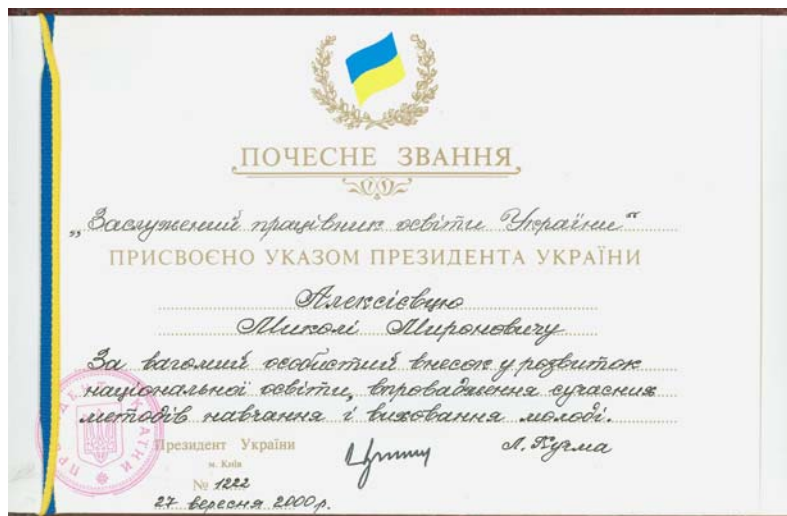 ПОЧЕСНЕ ЗВАННЯ
„Заслужений працівник освіти України“
ПРИСВОЄНО УКАЗОМ ПРЕЗИДЕНТА УКРАЇНИ
Алексієвцю
Миколі Мироновичу
За вагомий особистий внесок у розвиток
національної освіти, впровадження сучасних
методів навчання і виховання молоді.
Президент України Л. Кучма
м. Київ
№ 1222
27 вересня 2000 р.